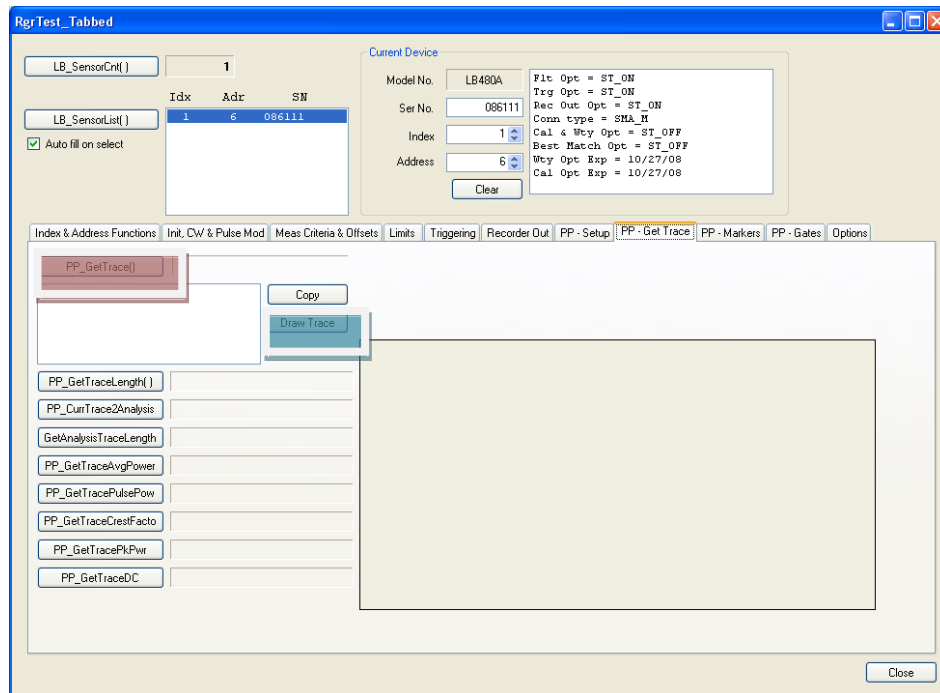 RgrTest_Tabbed
LB_SensorCnt( )
1
Idx Adr SN
LB_SensorList( )
1 6 086111
Auto fill on select
Current Device
Model No. LB480A
Ser No. 086111
Index 1
Address 6
Clear
Flt Opt = ST_ON
Trg Opt = ST_ON
Rec Out Opt = ST_ON
Conn type = SMA_M
Cal & Wty Opt = ST_OFF
Best Match Opt = ST_OFF
Wty Opt Exp = 10/27/08
Cal Opt Exp = 10/27/08
Index & Address Functions Init, CW & Pulse Mod Meas Criteria & Offsets Limits Triggering Recorder Out PP - Setup PP - Get Trace PP - Markers PP - Gates Options
PP_GetTrace()
Copy
Draw Trace
PP_GetTraceLength( )
PP_CurrTrace2Analysis
GetAnalysisTraceLength
PP_GetTraceAvgPower
PP_GetTracePulsePow
PP_GetTraceCrestFacto
PP_GetTracePkPwr
PP_GetTraceDC
Close